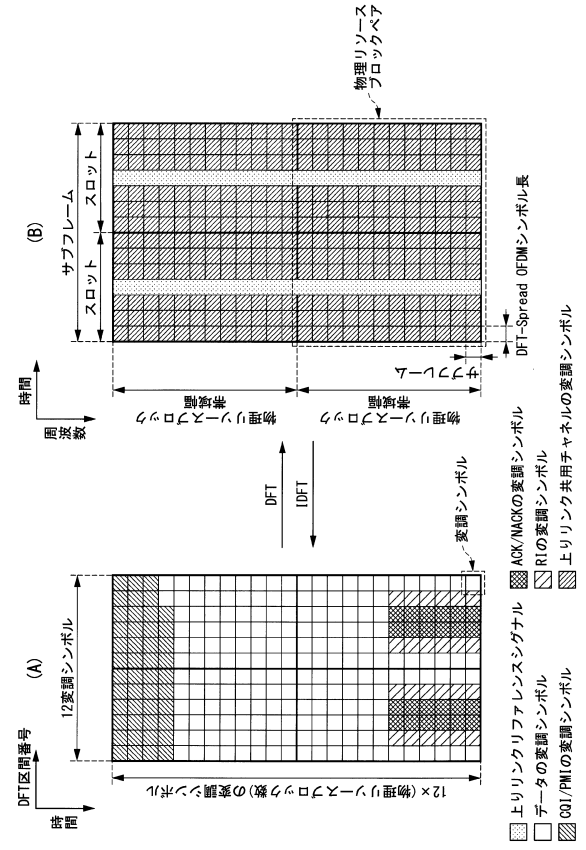 (A)
DFT区間番号
時間
12変調シンボル
12×(物理リソースブロック数)の変調シンボル
変調シンボル
DFT
IDFT
(B)
時間
周波数
サブフレーム
スロット
スロット
物理リソースブロック
帯域幅
物理リソースブロック
帯域幅
サブフレーム
DFT-Spread OFDMシンボル長
物理リソース
ブロックペア
上りリンクリファレンスシグナル
データの変調シンボル
CQI/PMIの変調シンボル
ACK/NACKの変調シンボル
RIの変調シンボル
上りリンク共用チャネルの変調シンボル